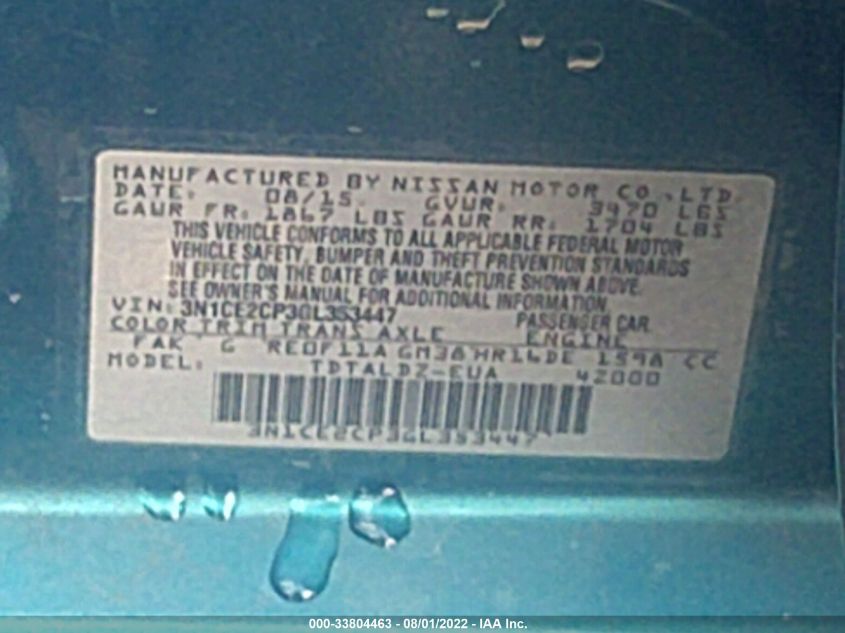 MANUFACTURED BY NISSAN MOTOR CO., LTD.
DATE: 08/15 GVWR: 3470 LBS
GAWR FR: 1867 LBS GAWR RR: 1704 LBS
THIS VEHICLE CONFORMS TO ALL APPLICABLE FEDERAL MOTOR
VEHICLE SAFETY, BUMPER AND THEFT PREVENTION STANDARDS
IN EFFECT ON THE DATE OF MANUFACTURE SHOWN ABOVE.
SEE OWNER'S MANUAL FOR ADDITIONAL INFORMATION.
VIN: 3N1CE2CP3GL353447 PASSENGER CAR
COLOR TRIM TRANS AXLE ENGINE
G RE0F11A GM38 HR16DE 1598 CC
MODEL: TDTALDZ-EUA 42000
3N1CE2CP3GL353447
000-33804463 - 08/01/2022 - IAA Inc.